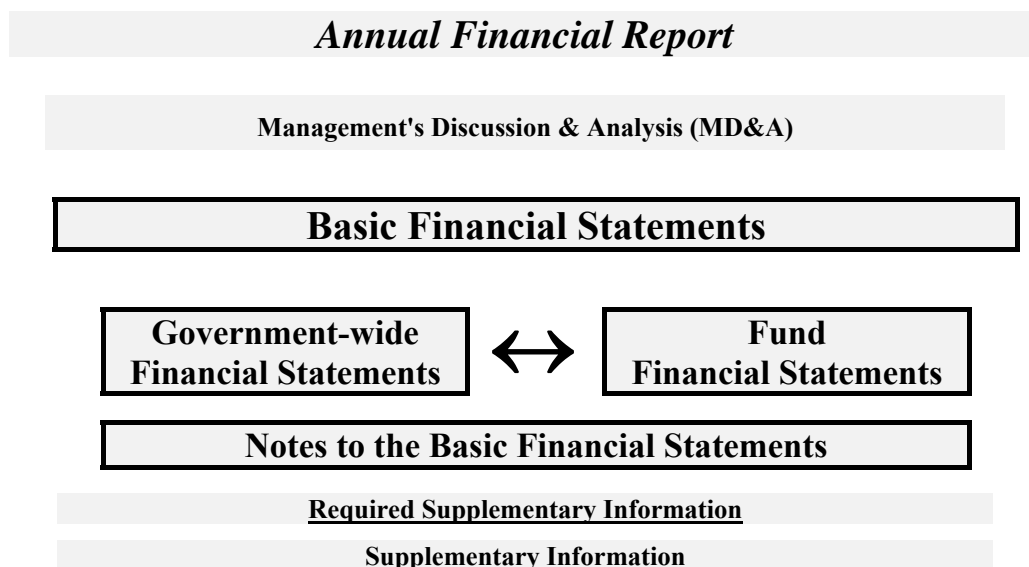 Annual Financial Report
Management's Discussion & Analysis (MD&A)
Basic Financial Statements
Government-wide
Financial Statements
Fund
Financial Statements
Notes to the Basic Financial Statements
Required Supplementary Information
Supplementary Information